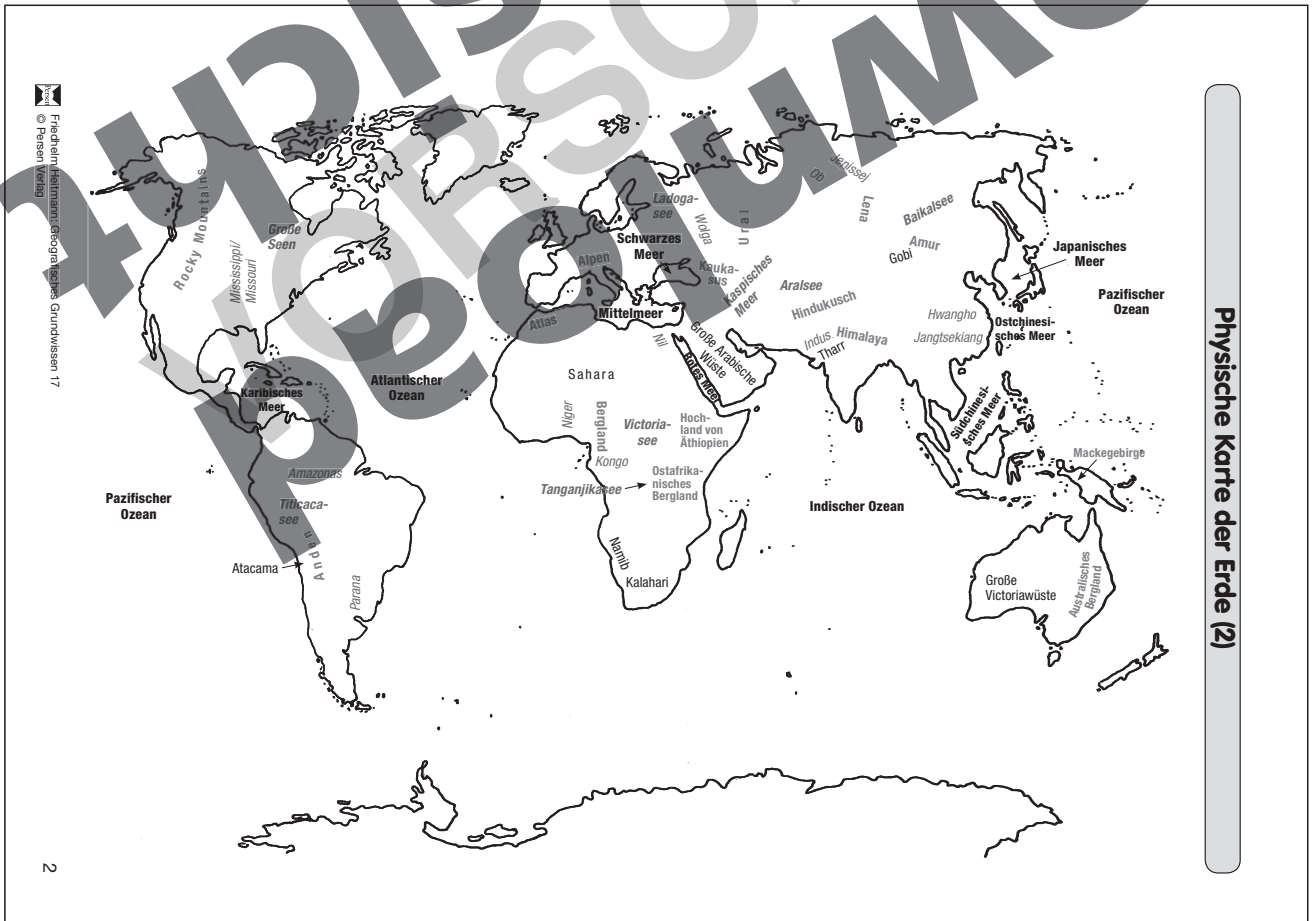 Physische Karte der Erde (2)
Jenissej
Ob
Lena
Baikalsee
Amur
Gobi
Ural
Wolga
Ladoga-
see
Schwarzes
Meer
Kauka-
sus
Kaspisches
Meer
Aralsee
Hindukusch
Indus
Himalaya
Tharr
Hwangho
Jangtsekiang
Japanisches
Meer
Ostchinesi-
sches Meer
Pazifischer
Ozean
Südchinesi-
sches Meer
Mackegebirge
Rocky Mountains
Große
Seen
Mississippi/
Missouri
Alpen
Mittelmeer
Atlas
Nil
Große Arabische
Wüste
Rotes Meer
Sahara
Atlantischer
Ozean
Karibisches
Meer
Niger
Bergland
Kongo
Victoria-
see
Hoch-
land von
Äthiopien
Ostafrika-
nisches
Bergland
Tanganjikasee
Amazonas
Titicaca-
see
Pazifischer
Ozean
Indischer Ozean
Atacama
Anden
Parana
Namib
Kalahari
Große
Victoriawüste
Australisches
Bergland
Persen
Friedhelm Heitmann: Geografisches Grundwissen 17
© Persen Verlag
2
VORSC